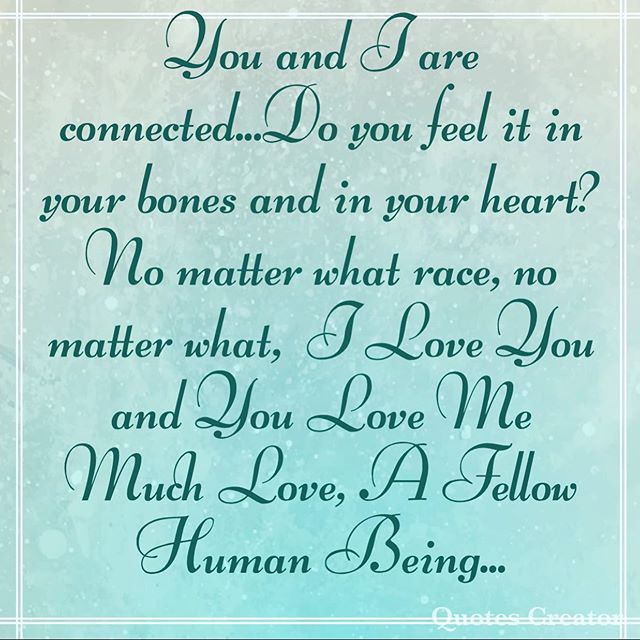 You and I are
connected...Do you feel it in
your bones and in your heart?
No matter what race, no
matter what, I Love You
and You Love Me
Much Love, A Fellow
Human Being...
Quotes Creator